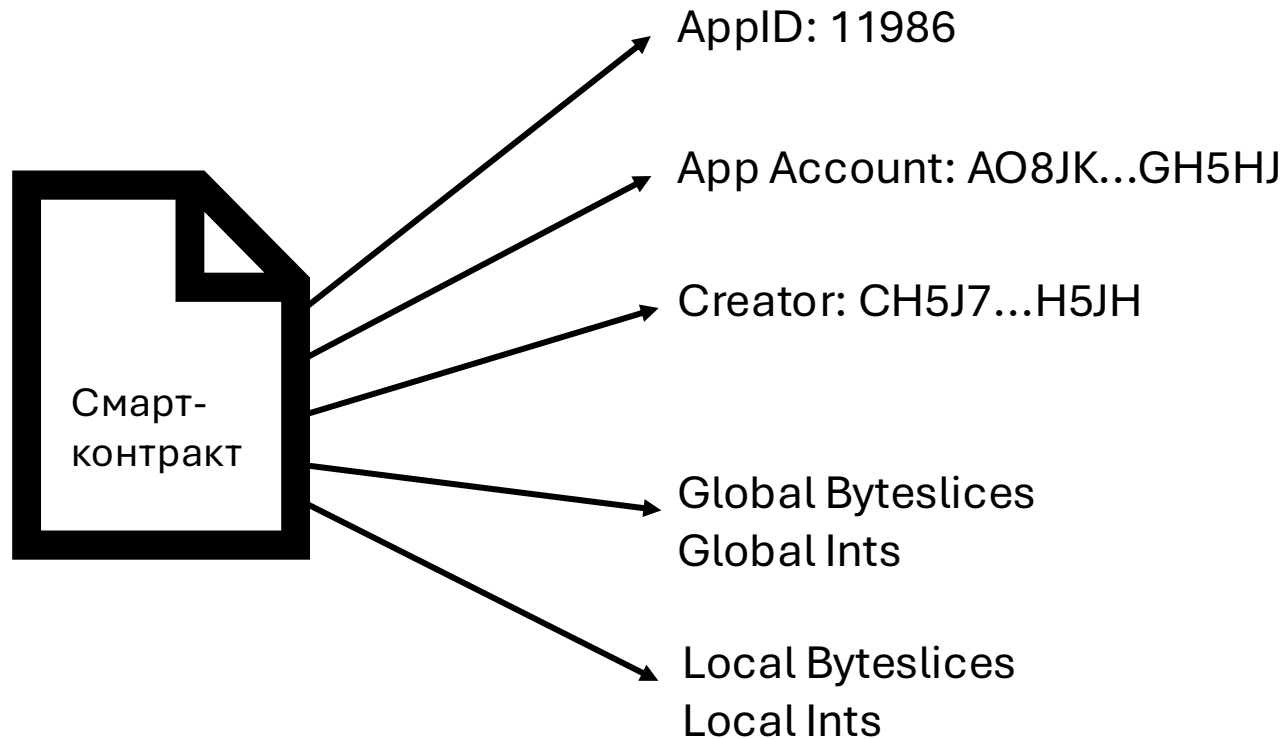 AppID: 11986
App Account: AO8JK...GH5HJ
Creator: CH5J7...H5JH
Смарт-
контракт
Global Byteslices
Global Ints
Local Byteslices
Local Ints